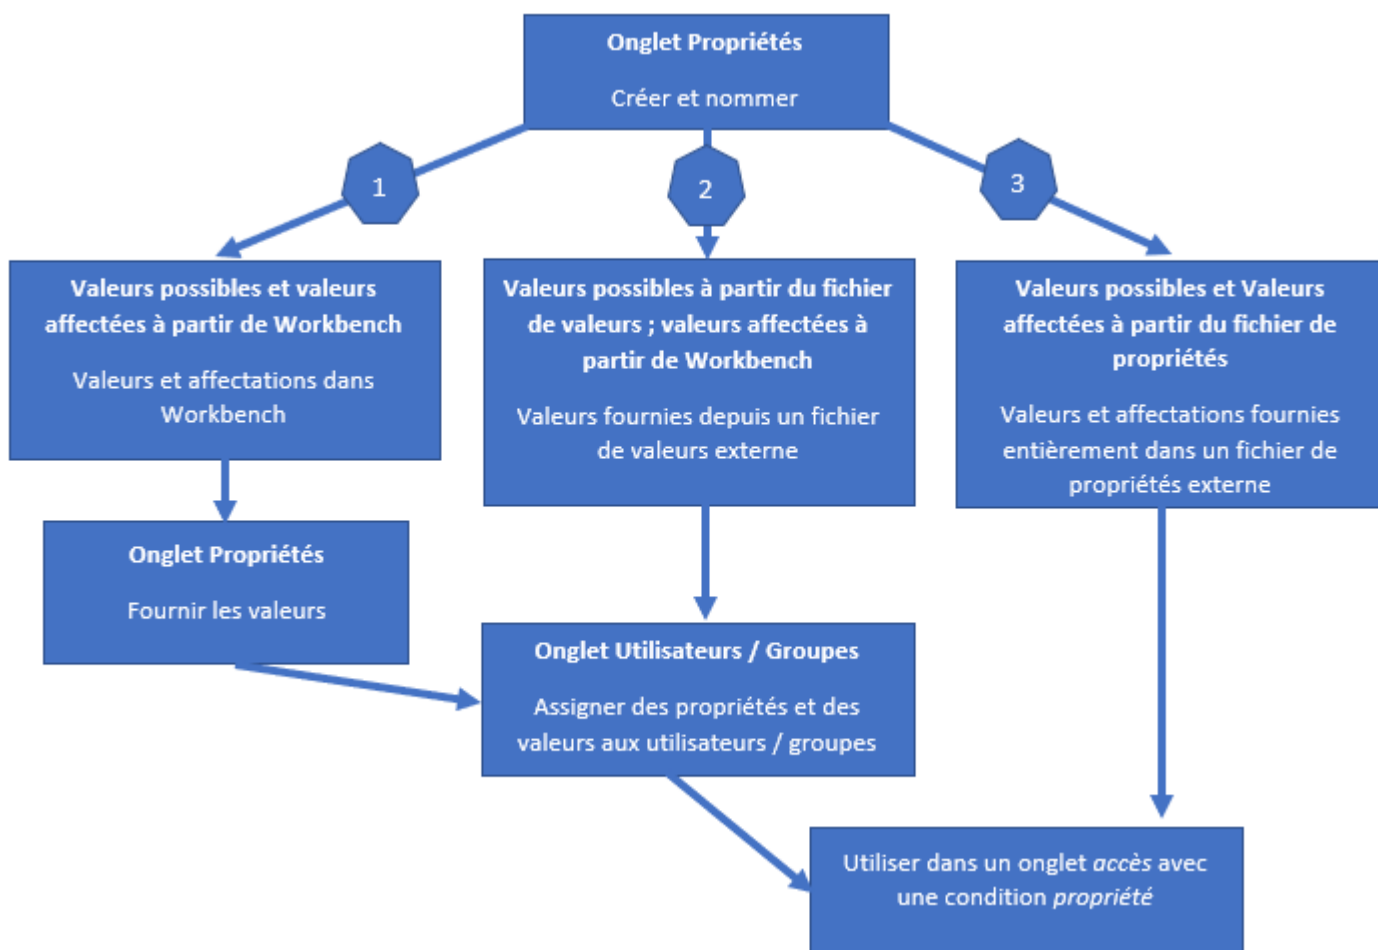 Onglet Propriétés
Créer et nommer
1
2
3
Valeurs possibles et valeurs
affectées à partir de Workbench
Valeurs et affectations dans
Workbench
Valeurs possibles à partir du fichier
de valeurs ; valeurs affectées à
partir de Workbench
Valeurs fournies depuis un fichier
de valeurs externe
Valeurs possibles et Valeurs
affectées à partir du fichier de
propriétés
Valeurs et affectations fournies
entièrement dans un fichier de
propriétés externe
Onglet Propriétés
Fournir les valeurs
Onglet Utilisateurs / Groupes
Assigner des propriétés et des
valeurs aux utilisateurs / groupes
Utiliser dans un onglet accès avec
une condition propriété